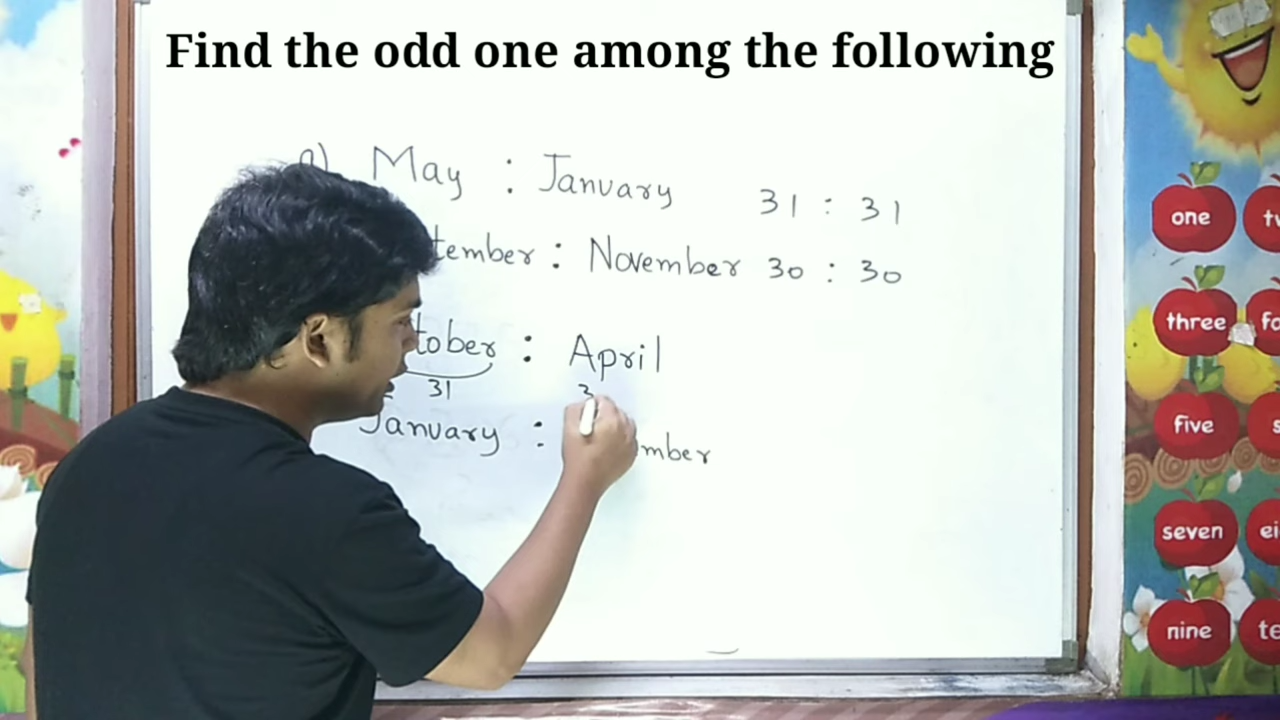 Find the odd one among the following
a) May : January 31 : 31
tember : November 30 : 30
tober : April
31 3
January : mber
one
three
five
seven
nine